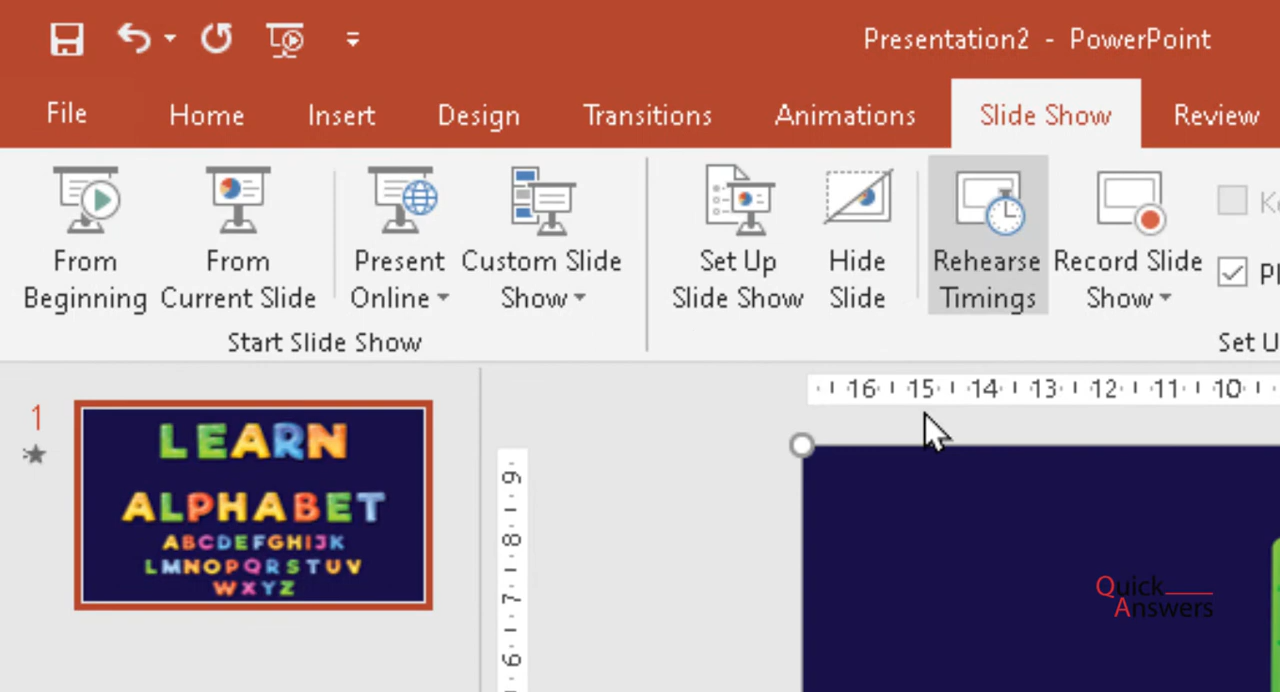 Presentation2 - PowerPoint
File Home Insert Design Transitions Animations Slide Show Review
From Beginning
From Current Slide
Present Online
Custom Slide Show
Set Up Slide Show
Hide Slide
Rehearse Timings
Record Slide Show
Start Slide Show
Set U
16 15 14 13 12 11 10
1
LEARN
ALPHABET
ABCDEFGHIJK
LMNOPQRSTUV
WXYZ
9
8
7
6
Quick
Answers